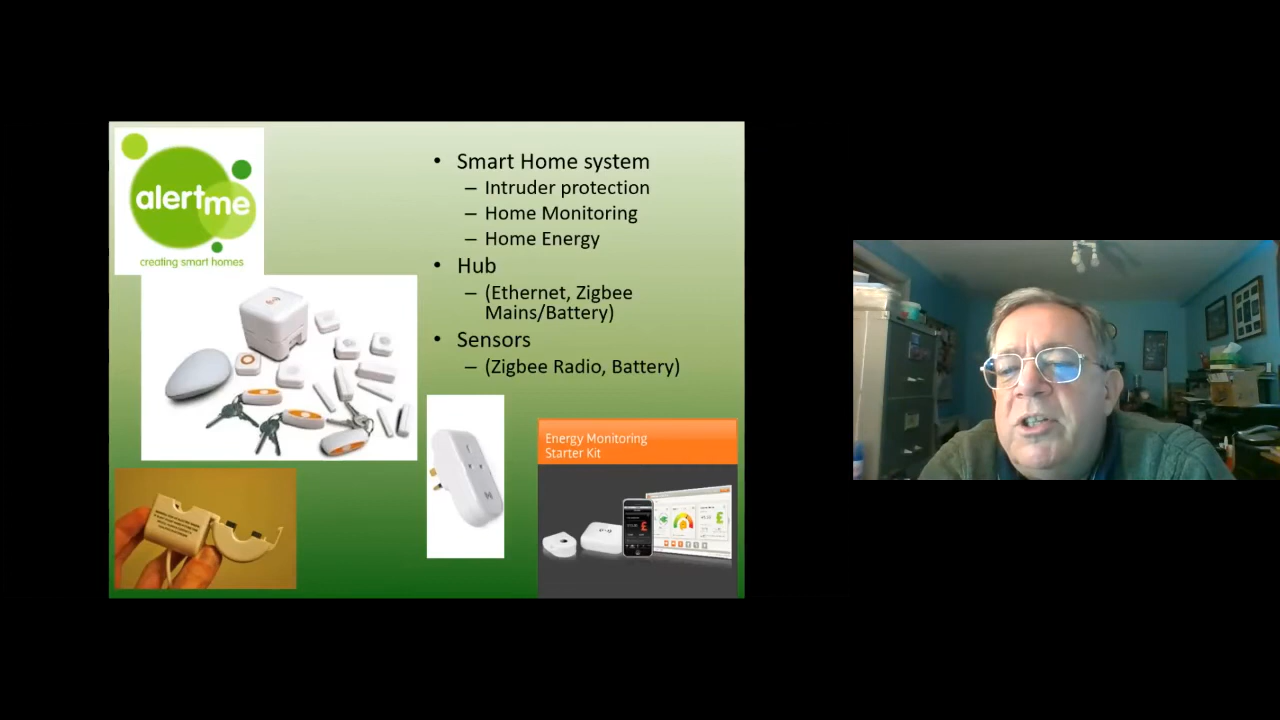 alertme
creating smart homes
• Smart Home system
– Intruder protection
– Home Monitoring
– Home Energy
• Hub
– (Ethernet, Zigbee
Mains/Battery)
• Sensors
– (Zigbee Radio, Battery)
Energy Monitoring
Starter Kit